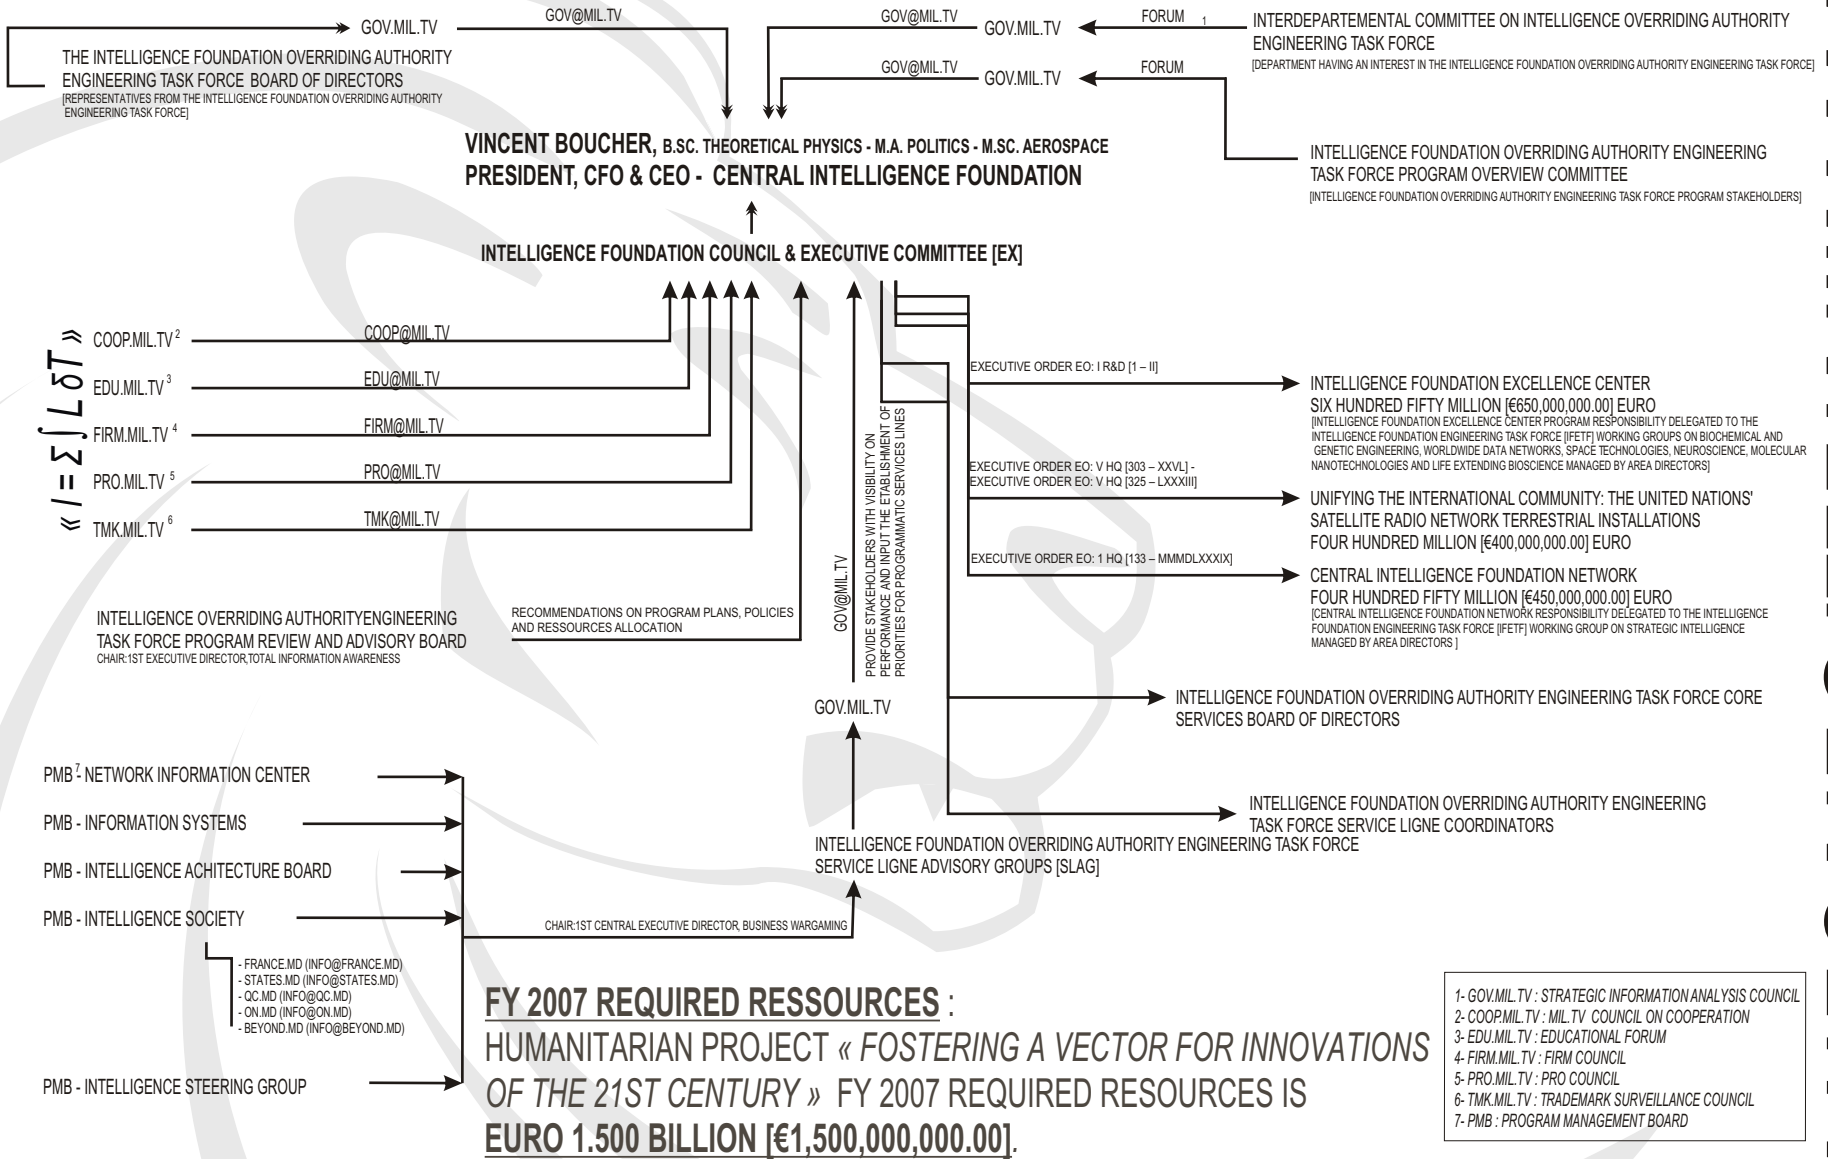 GOV.MIL.TV
GOV@MIL.TV
THE INTELLIGENCE FOUNDATION OVERRIDING AUTHORITY
ENGINEERING TASK FORCE BOARD OF DIRECTORS
[REPRESENTATIVES FROM THE INTELLIGENCE FOUNDATION OVERRIDING AUTHORITY
ENGINEERING TASK FORCE]
GOV@MIL.TV
GOV.MIL.TV
FORUM 1
INTERDEPARTEMENTAL COMMITTEE ON INTELLIGENCE OVERRIDING AUTHORITY
ENGINEERING TASK FORCE
[DEPARTMENT HAVING AN INTEREST IN THE INTELLIGENCE FOUNDATION OVERRIDING AUTHORITY ENGINEERING TASK FORCE]
GOV@MIL.TV
GOV.MIL.TV
FORUM
INTELLIGENCE FOUNDATION OVERRIDING AUTHORITY ENGINEERING
TASK FORCE PROGRAM OVERVIEW COMMITTEE
[INTELLIGENCE FOUNDATION OVERRIDING AUTHORITY ENGINEERING TASK FORCE PROGRAM STAKEHOLDERS]
VINCENT BOUCHER, B.SC. THEORETICAL PHYSICS - M.A. POLITICS - M.SC. AEROSPACE
PRESIDENT, CFO & CEO - CENTRAL INTELLIGENCE FOUNDATION
INTELLIGENCE FOUNDATION COUNCIL & EXECUTIVE COMMITTEE [EX]
« I = Σ ∫ L δT »
COOP.MIL.TV 2
COOP@MIL.TV
EDU.MIL.TV 3
EDU@MIL.TV
FIRM.MIL.TV 4
FIRM@MIL.TV
PRO.MIL.TV 5
PRO@MIL.TV
TMK.MIL.TV 6
TMK@MIL.TV
INTELLIGENCE OVERRIDING AUTHORITYENGINEERING
TASK FORCE PROGRAM REVIEW AND ADVISORY BOARD
CHAIR:1ST EXECUTIVE DIRECTOR,TOTAL INFORMATION AWARENESS
RECOMMENDATIONS ON PROGRAM PLANS, POLICIES
AND RESSOURCES ALLOCATION
GOV@MIL.TV
PROVIDE STAKEHOLDERS WITH VISIBILITY ON
PERFORMANCE AND INPUT THE ETABLISHMENT OF
PRIORITIES FOR PROGRAMMATIC SERVICES LINES
EXECUTIVE ORDER EO: I R&D [1 – II]
INTELLIGENCE FOUNDATION EXCELLENCE CENTER
SIX HUNDRED FIFTY MILLION [€650,000,000.00] EURO
[INTELLIGENCE FOUNDATION EXCELLENCE CENTER PROGRAM RESPONSIBILITY DELEGATED TO THE
INTELLIGENCE FOUNDATION ENGINEERING TASK FORCE [IFETF] WORKING GROUPS ON BIOCHEMICAL AND
GENETIC ENGINEERING, WORLDWIDE DATA NETWORKS, SPACE TECHNOLOGIES, NEUROSCIENCE, MOLECULAR
NANOTECHNOLOGIES AND LIFE EXTENDING BIOSCIENCE MANAGED BY AREA DIRECTORS]
EXECUTIVE ORDER EO: V HQ [303 – XXVL] -
EXECUTIVE ORDER EO: V HQ [325 – LXXXIII]
UNIFYING THE INTERNATIONAL COMMUNITY: THE UNITED NATIONS'
SATELLITE RADIO NETWORK TERRESTRIAL INSTALLATIONS
FOUR HUNDRED MILLION [€400,000,000.00] EURO
EXECUTIVE ORDER EO: 1 HQ [133 – MMMDLXXXIX]
CENTRAL INTELLIGENCE FOUNDATION NETWORK
FOUR HUNDRED FIFTY MILLION [€450,000,000.00] EURO
[CENTRAL INTELLIGENCE FOUNDATION NETWORK RESPONSIBILITY DELEGATED TO THE INTELLIGENCE
FOUNDATION ENGINEERING TASK FORCE [IFETF] WORKING GROUP ON STRATEGIC INTELLIGENCE
MANAGED BY AREA DIRECTORS ]
GOV.MIL.TV
INTELLIGENCE FOUNDATION OVERRIDING AUTHORITY ENGINEERING TASK FORCE CORE
SERVICES BOARD OF DIRECTORS
INTELLIGENCE FOUNDATION OVERRIDING AUTHORITY ENGINEERING
TASK FORCE SERVICE LIGNE COORDINATORS
INTELLIGENCE FOUNDATION OVERRIDING AUTHORITY ENGINEERING TASK FORCE
SERVICE LIGNE ADVISORY GROUPS [SLAG]
CHAIR:1ST CENTRAL EXECUTIVE DIRECTOR, BUSINESS WARGAMING
PMB 7 - NETWORK INFORMATION CENTER
PMB - INFORMATION SYSTEMS
PMB - INTELLIGENCE ACHITECTURE BOARD
PMB - INTELLIGENCE SOCIETY
- FRANCE.MD (INFO@FRANCE.MD)
- STATES.MD (INFO@STATES.MD)
- QC.MD (INFO@QC.MD)
- ON.MD (INFO@ON.MD)
- BEYOND.MD (INFO@BEYOND.MD)
PMB - INTELLIGENCE STEERING GROUP
FY 2007 REQUIRED RESSOURCES :
HUMANITARIAN PROJECT « FOSTERING A VECTOR FOR INNOVATIONS
OF THE 21ST CENTURY » FY 2007 REQUIRED RESOURCES IS
EURO 1.500 BILLION [€1,500,000,000.00].
1- GOV.MIL.TV : STRATEGIC INFORMATION ANALYSIS COUNCIL
2- COOP.MIL.TV : MIL.TV COUNCIL ON COOPERATION
3- EDU.MIL.TV : EDUCATIONAL FORUM
4- FIRM.MIL.TV : FIRM COUNCIL
5- PRO.MIL.TV : PRO COUNCIL
6- TMK.MIL.TV : TRADEMARK SURVEILLANCE COUNCIL
7- PMB : PROGRAM MANAGEMENT BOARD